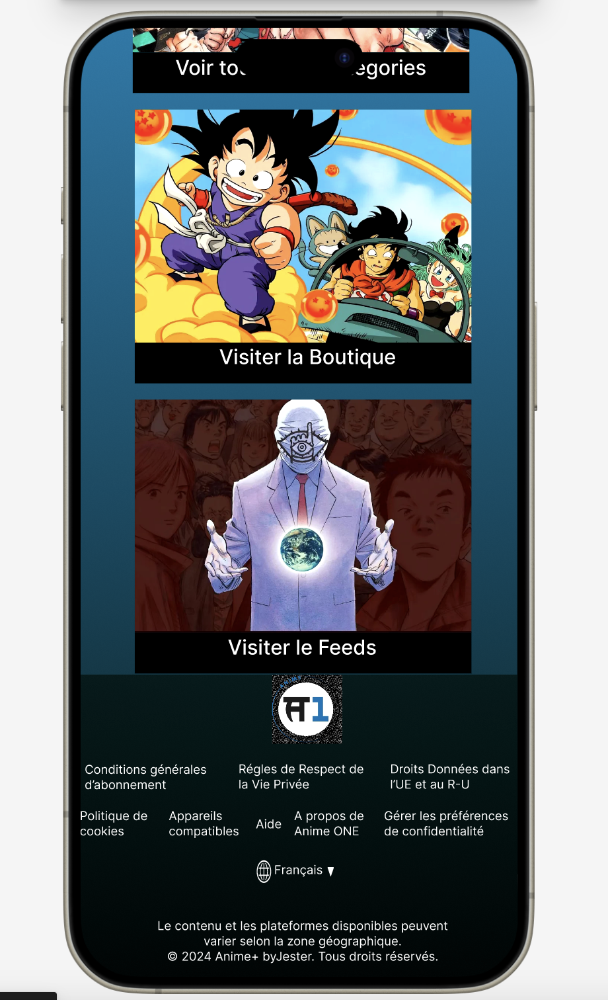 Voir to
egories
Visiter la Boutique
Visiter le Feeds
ANIME
A1
Conditions générales
d'abonnement
Régles de Respect de
la Vie Privée
Droits Données dans
l'UE et au R-U
Politique de
cookies
Appareils
compatibles
Aide
A propos de
Anime ONE
Gérer les préférences
de confidentialité
Français
Le contenu et les plateformes disponibles peuvent
varier selon la zone géographique.
© 2024 Anime+ byJester. Tous droits réservés.